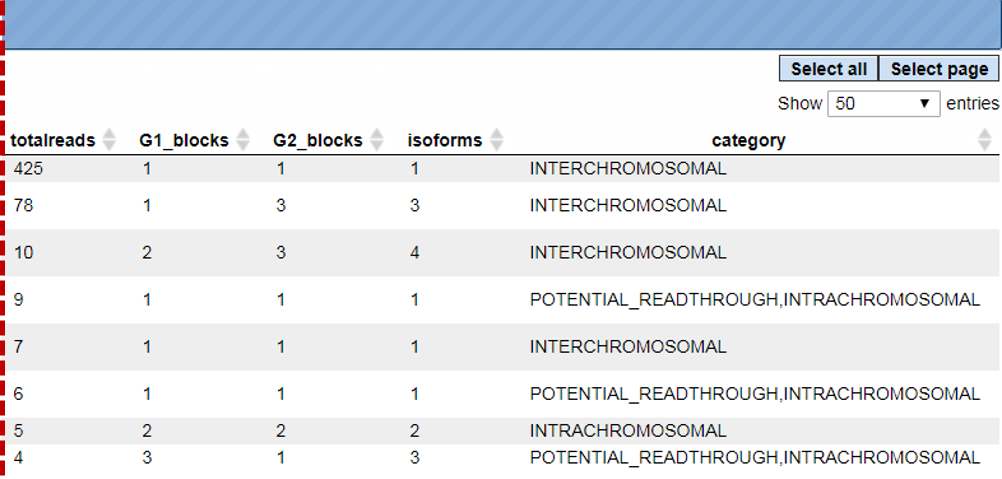 Select all Select page
Show 50 entries
totalreads G1_blocks G2_blocks isoforms category
425 1 1 1 INTERCHROMOSOMAL
78 1 3 3 INTERCHROMOSOMAL
10 2 3 4 INTERCHROMOSOMAL
9 1 1 1 POTENTIAL_READTHROUGH,INTRACHROMOSOMAL
7 1 1 1 INTERCHROMOSOMAL
6 1 1 1 POTENTIAL_READTHROUGH,INTRACHROMOSOMAL
5 2 2 2 INTRACHROMOSOMAL
4 3 1 3 POTENTIAL_READTHROUGH,INTRACHROMOSOMAL